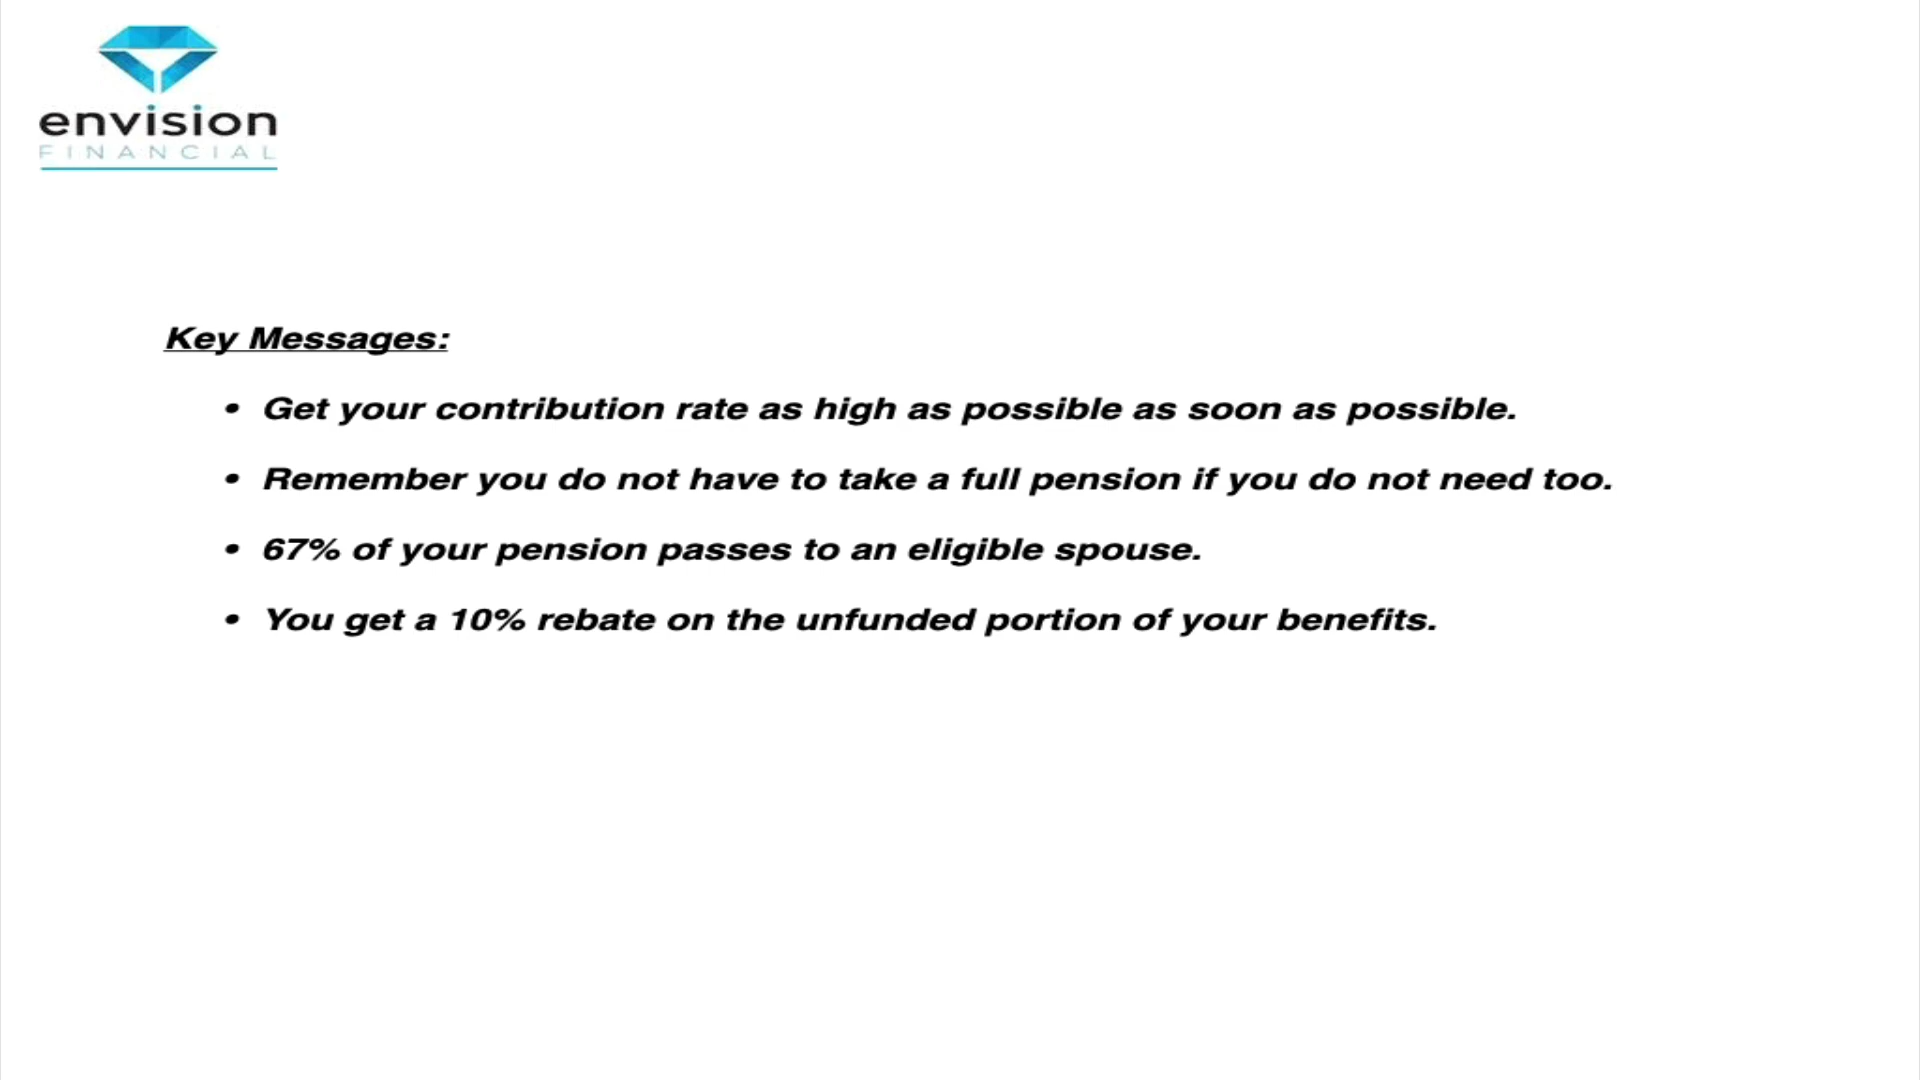 envision
FINANCIAL
Key Messages:
• Get your contribution rate as high as possible as soon as possible.
• Remember you do not have to take a full pension if you do not need too.
• 67% of your pension passes to an eligible spouse.
• You get a 10% rebate on the unfunded portion of your benefits.